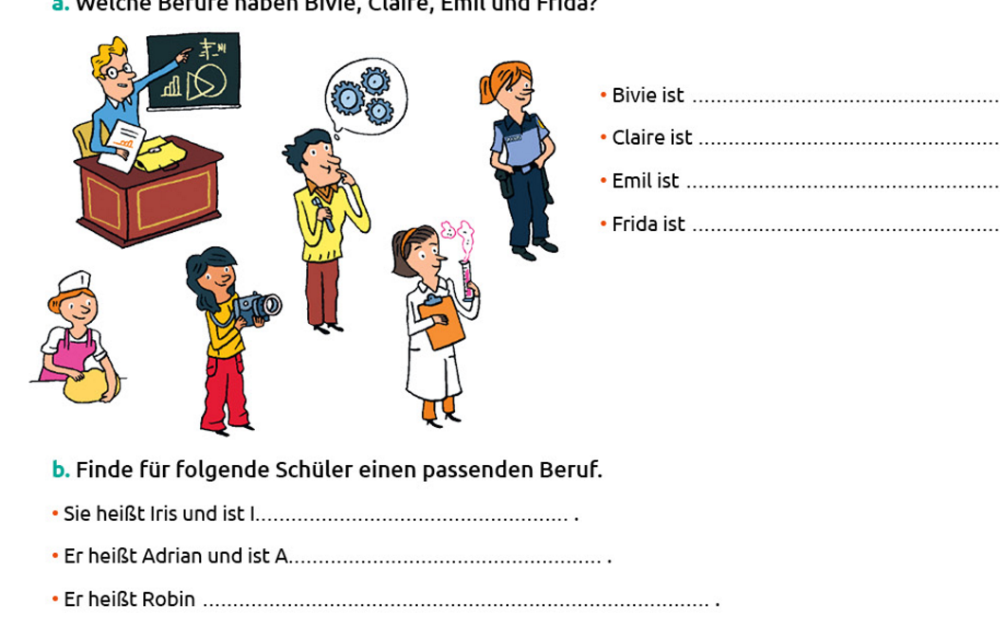 a. Welche Berufe haben Bivie, Claire, Emil und Frida?
• Bivie ist ....................................................
• Claire ist ....................................................
• Emil ist ....................................................
• Frida ist ....................................................
b. Finde für folgende Schüler einen passenden Beruf.
• Sie heißt Iris und ist I.................................................... .
• Er heißt Adrian und ist A.................................................... .
• Er heißt Robin .................................................................................... .